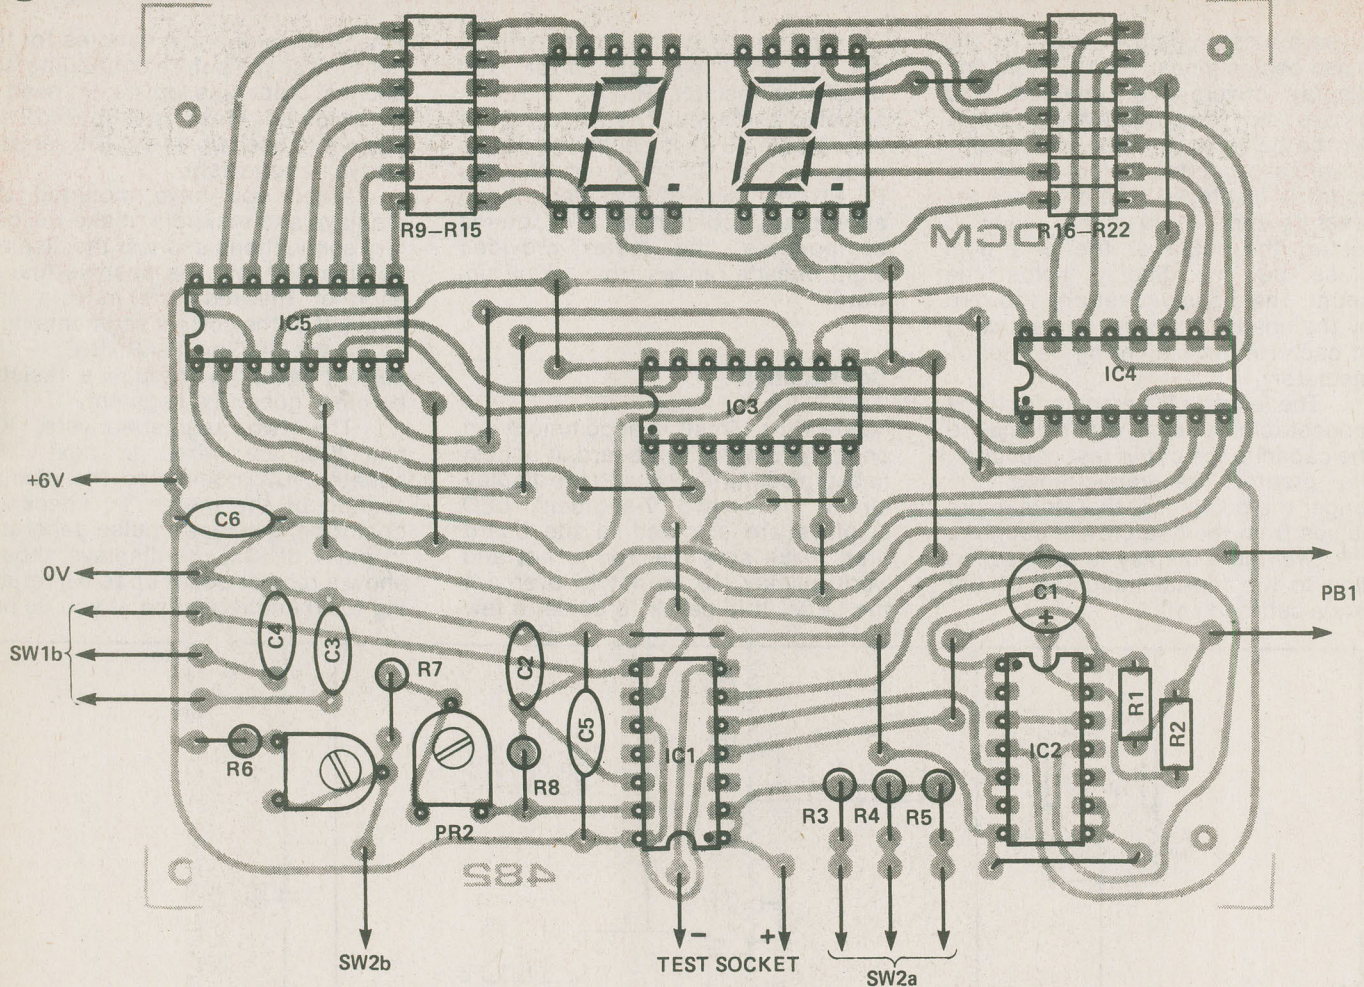 R9–R15
DCM
R16–R22
IC5
IC4
IC3
+6V
C6
0V
C1
+
PB1
SW1b
C4
C3
C2
R7
C5
R1
R2
IC1
IC2
R6
R8
R3
R4
R5
PR2
482
–
+
SW2b
TEST SOCKET
SW2a